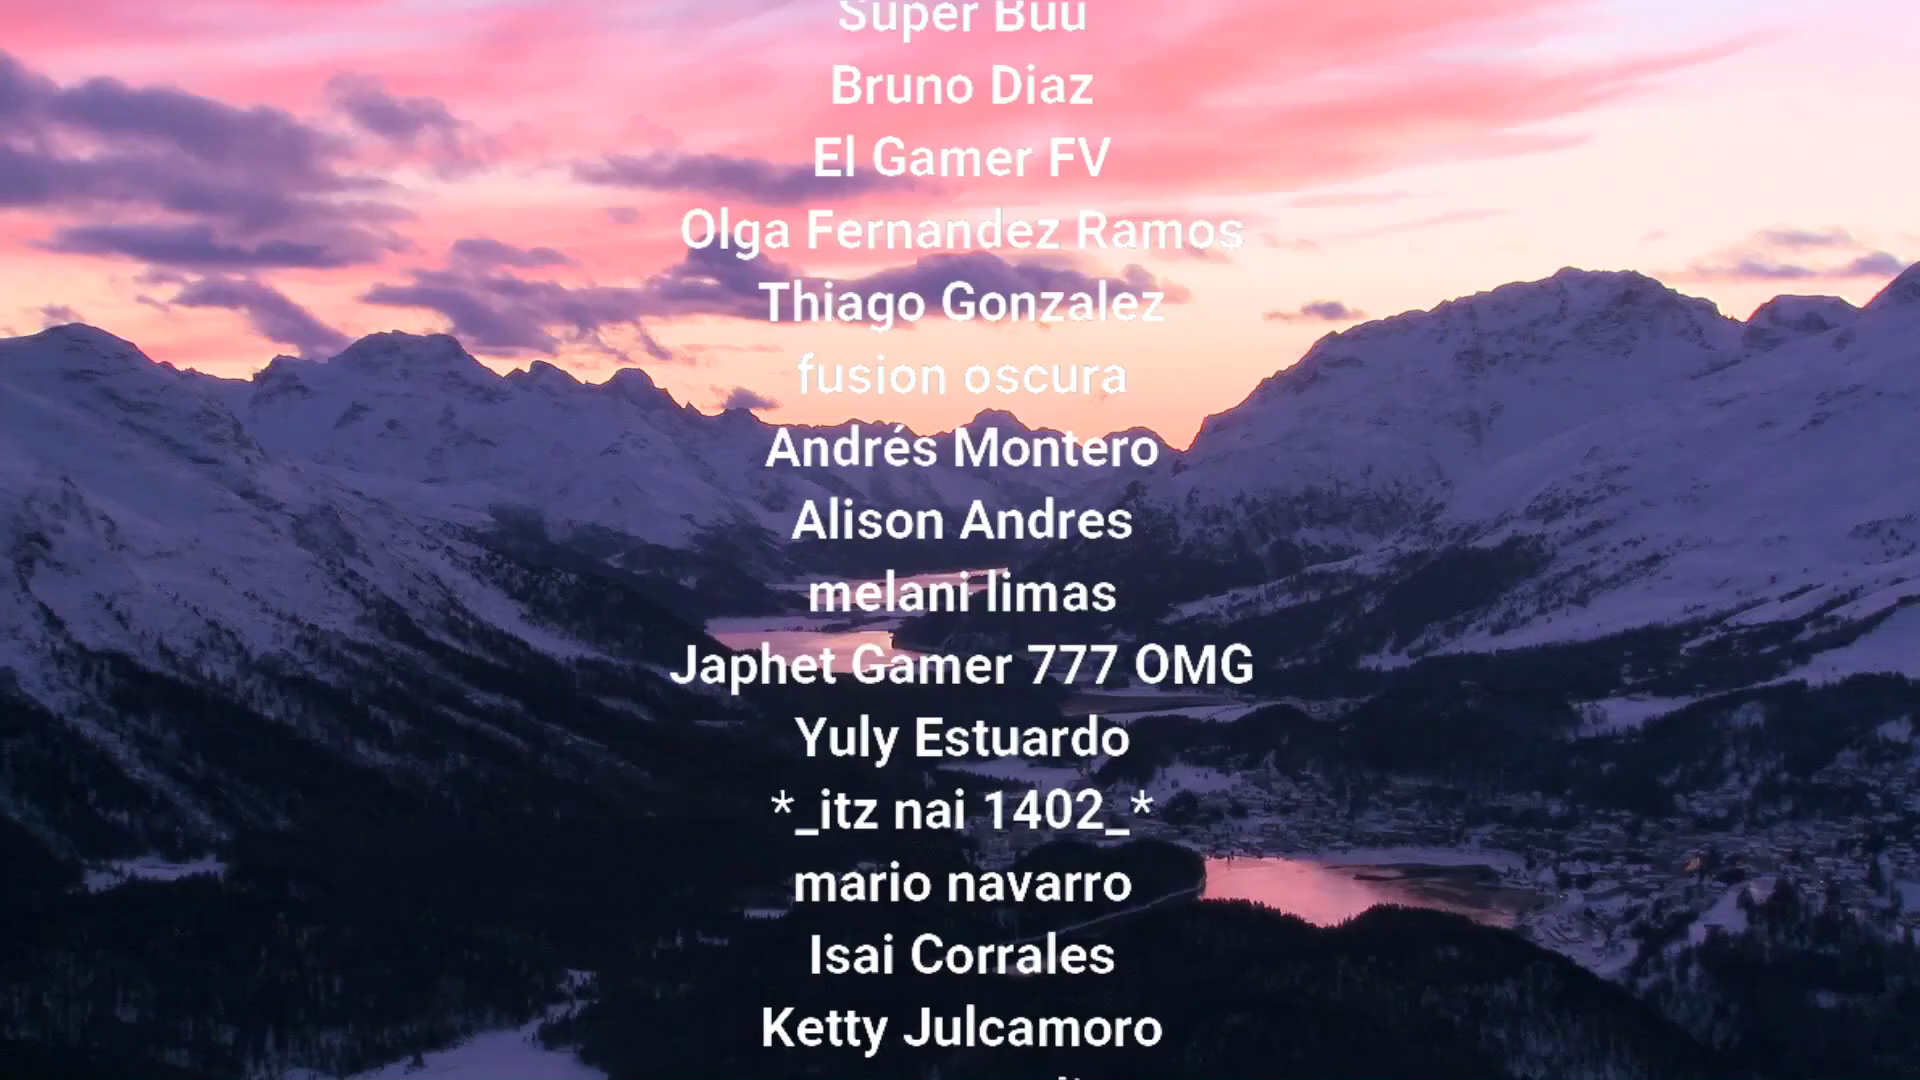 Super Buu
Bruno Diaz
El Gamer FV
Olga Fernandez Ramos
Thiago Gonzalez
fusion oscura
Andrés Montero
Alison Andres
melani limas
Japhet Gamer 777 OMG
Yuly Estuardo
*_itz nai 1402_*
mario navarro
Isai Corrales
Ketty Julcamoro